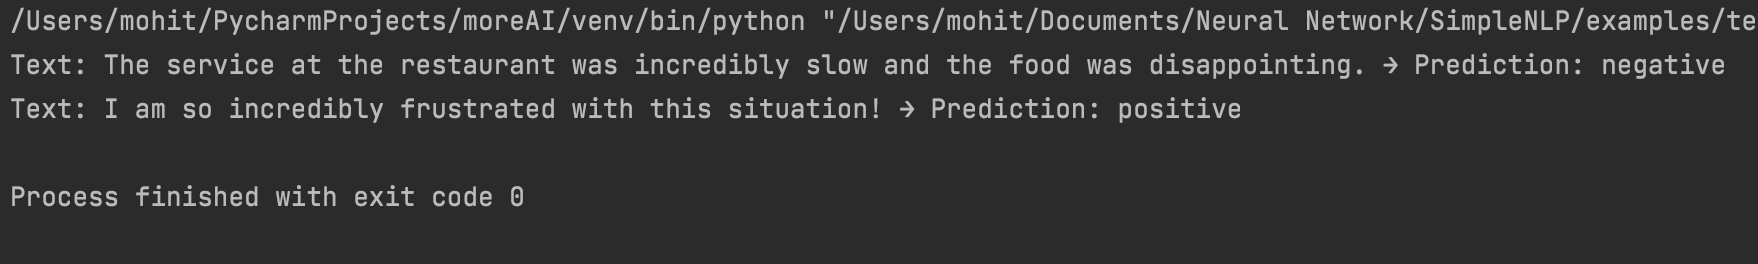 /Users/mohit/PycharmProjects/moreAI/venv/bin/python "/Users/mohit/Documents/Neural Network/SimpleNLP/examples/te
Text: The service at the restaurant was incredibly slow and the food was disappointing. → Prediction: negative
Text: I am so incredibly frustrated with this situation! → Prediction: positive
Process finished with exit code 0